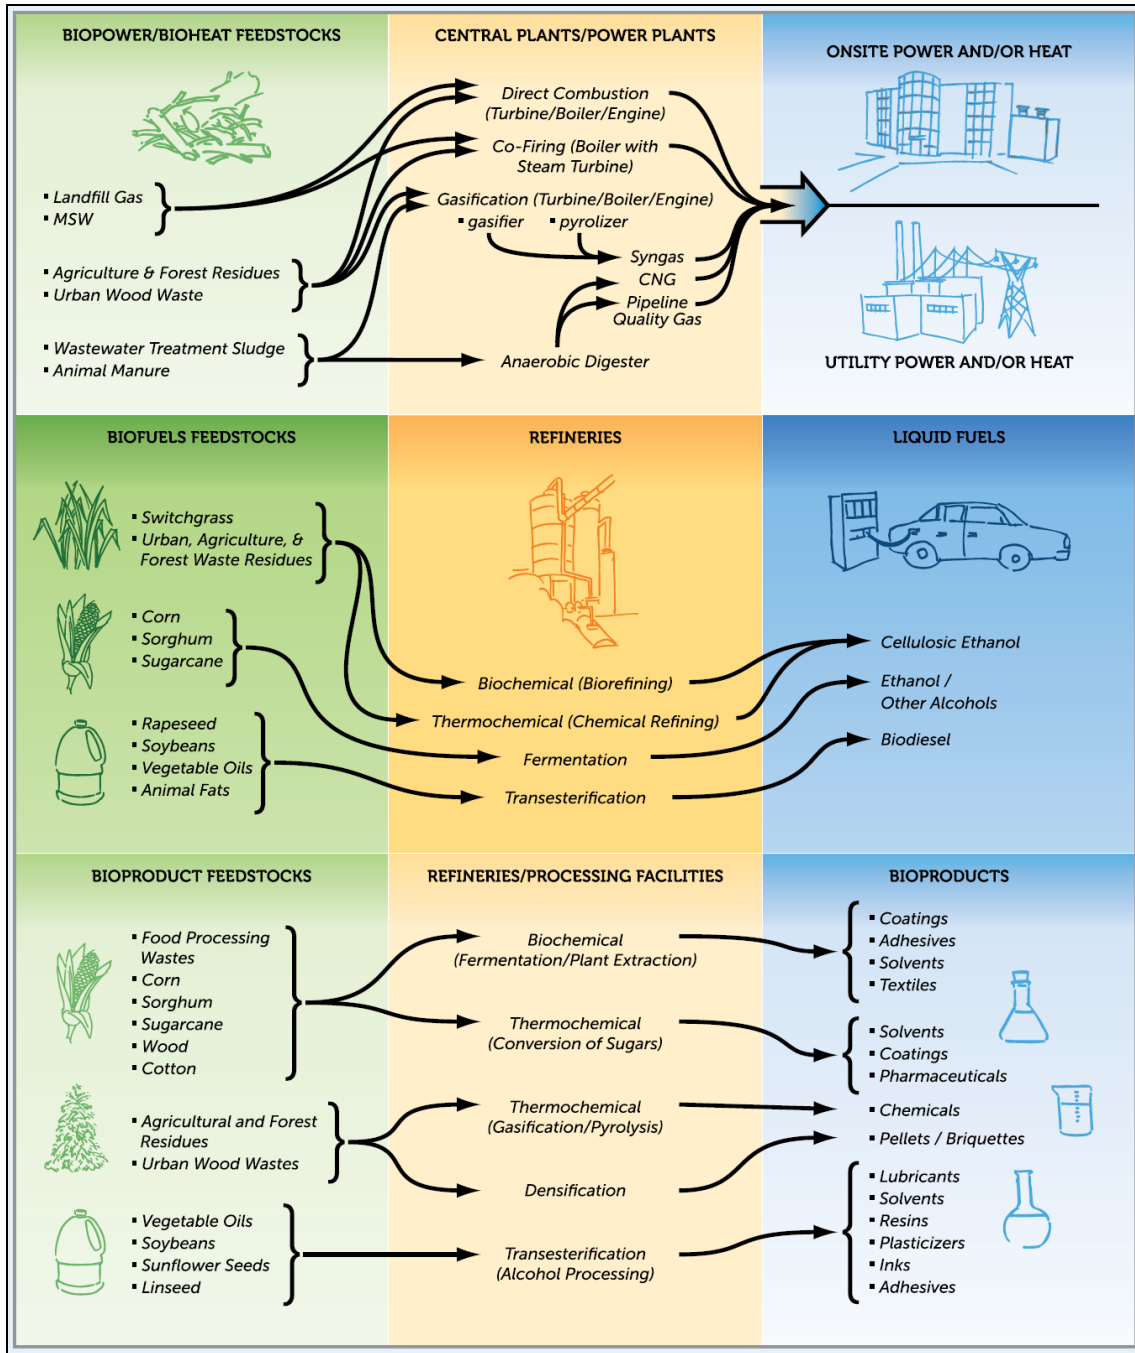 BIOPOWER/BIOHEAT FEEDSTOCKS
▪ Landfill Gas
▪ MSW
▪ Agriculture & Forest Residues
▪ Urban Wood Waste
▪ Wastewater Treatment Sludge
▪ Animal Manure
CENTRAL PLANTS/POWER PLANTS
Direct Combustion
(Turbine/Boiler/Engine)
Co-Firing (Boiler with
Steam Turbine)
Gasification (Turbine/Boiler/Engine)
▪ gasifier ▪ pyrolizer
Syngas
CNG
Pipeline
Quality Gas
Anaerobic Digester
ONSITE POWER AND/OR HEAT
UTILITY POWER AND/OR HEAT
BIOFUELS FEEDSTOCKS
▪ Switchgrass
▪ Urban, Agriculture, &
Forest Waste Residues
▪ Corn
▪ Sorghum
▪ Sugarcane
▪ Rapeseed
▪ Soybeans
▪ Vegetable Oils
▪ Animal Fats
REFINERIES
Biochemical (Biorefining)
Thermochemical (Chemical Refining)
Fermentation
Transesterification
LIQUID FUELS
Cellulosic Ethanol
Ethanol /
Other Alcohols
Biodiesel
BIOPRODUCT FEEDSTOCKS
▪ Food Processing
Wastes
▪ Corn
▪ Sorghum
▪ Sugarcane
▪ Wood
▪ Cotton
▪ Agricultural and Forest
Residues
▪ Urban Wood Wastes
▪ Vegetable Oils
▪ Soybeans
▪ Sunflower Seeds
▪ Linseed
REFINERIES/PROCESSING FACILITIES
Biochemical
(Fermentation/Plant Extraction)
Thermochemical
(Conversion of Sugars)
Thermochemical
(Gasification/Pyrolysis)
Densification
Transesterification
(Alcohol Processing)
BIOPRODUCTS
▪ Coatings
▪ Adhesives
▪ Solvents
▪ Textiles
▪ Solvents
▪ Coatings
▪ Pharmaceuticals
▪ Chemicals
▪ Pellets / Briquettes
▪ Lubricants
▪ Solvents
▪ Resins
▪ Plasticizers
▪ Inks
▪ Adhesives